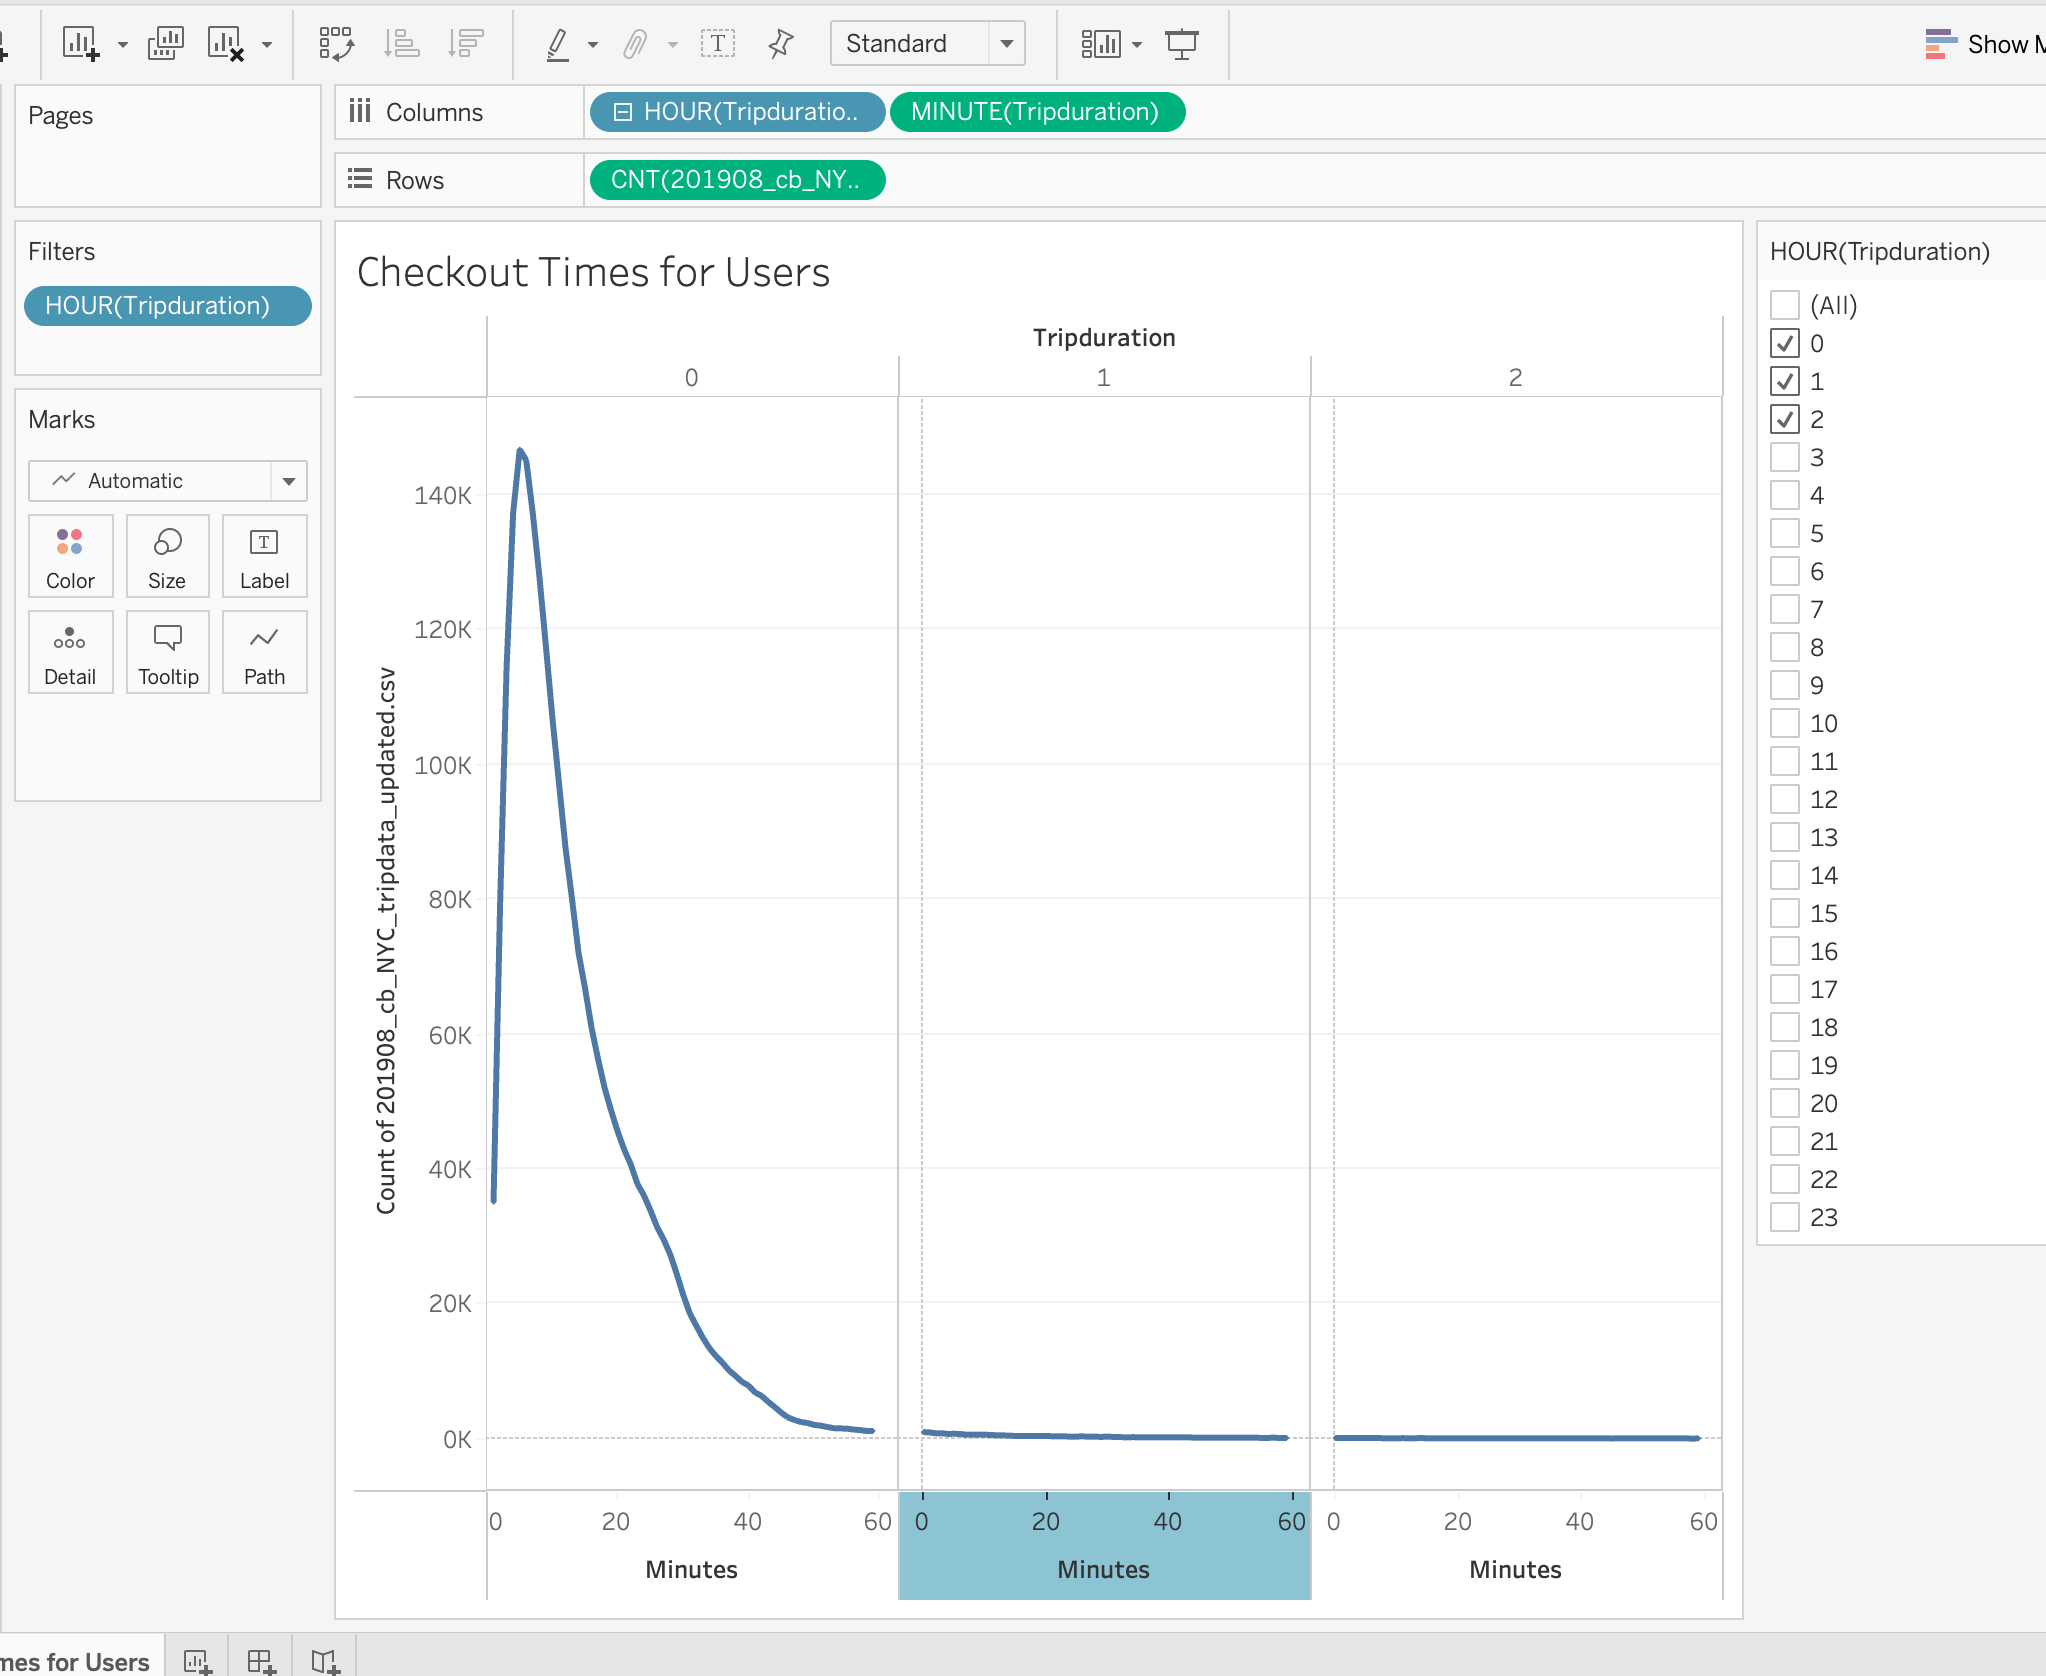 Standard
Show M
Pages
Columns
HOUR(Tripduratio..
MINUTE(Tripduration)
Rows
CNT(201908_cb_NY..
Filters
HOUR(Tripduration)
Marks
Automatic
Color
Size
Label
Detail
Tooltip
Path
Checkout Times for Users
Tripduration
0
1
2
Count of 201908_cb_NYC_tripdata_updated.csv
140K
120K
100K
80K
60K
40K
20K
0K
0 20 40 60
0 20 40 60
0 20 40 60
Minutes
Minutes
Minutes
HOUR(Tripduration)
(All)
0
1
2
3
4
5
6
7
8
9
10
11
12
13
14
15
16
17
18
19
20
21
22
23
mes for Users